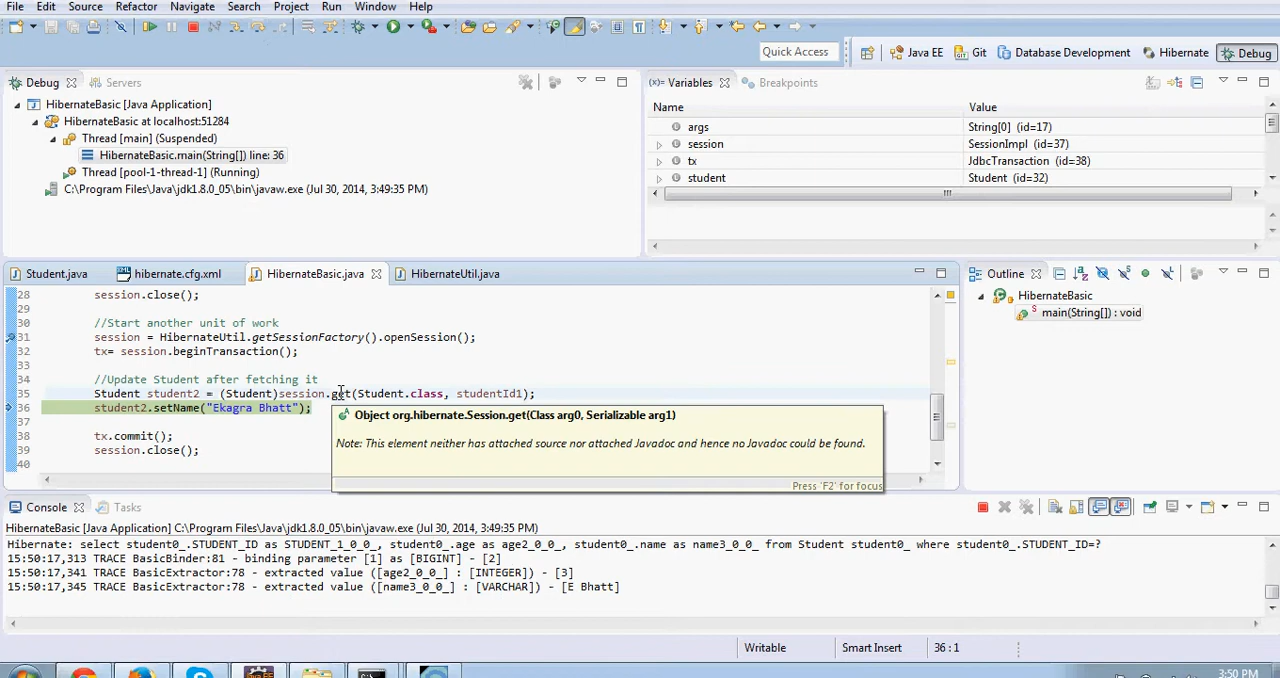 File Edit Source Refactor Navigate Search Project Run Window Help
Quick Access Java EE Git Database Development Hibernate Debug
Debug Servers
HibernateBasic [Java Application]
HibernateBasic at localhost:51284
Thread [main] (Suspended)
HibernateBasic.main(String[]) line: 36
Thread [pool-1-thread-1] (Running)
C:\Program Files\Java\jdk1.8.0_05\bin\javaw.exe (Jul 30, 2014, 3:49:35 PM)
Variables Breakpoints
Name Value
args String[0] (id=17)
session SessionImpl (id=37)
tx JdbcTransaction (id=38)
student Student (id=32)
Student.java hibernate.cfg.xml HibernateBasic.java HibernateUtil.java
28 session.close();
29
30 //Start another unit of work
31 session = HibernateUtil.getSessionFactory().openSession();
32 tx= session.beginTransaction();
33
34 //Update Student after fetching it
35 Student student2 = (Student)session.get(Student.class, studentId1);
36 student2.setName("Ekagra Bhatt");
37
38 tx.commit();
39 session.close();
40
Object org.hibernate.Session.get(Class arg0, Serializable arg1)
Note: This element neither has attached source nor attached Javadoc and hence no Javadoc could be found.
Press 'F2' for focus
Outline
HibernateBasic
main(String[]) : void
Console Tasks
HibernateBasic [Java Application] C:\Program Files\Java\jdk1.8.0_05\bin\javaw.exe (Jul 30, 2014, 3:49:35 PM)
Hibernate: select student0_.STUDENT_ID as STUDENT_1_0_0_, student0_.age as age2_0_0_, student0_.name as name3_0_0_ from Student student0_ where student0_.STUDENT_ID=?
15:50:17,313 TRACE BasicBinder:81 - binding parameter [1] as [BIGINT] - [2]
15:50:17,341 TRACE BasicExtractor:78 - extracted value ([age2_0_0_] : [INTEGER]) - [3]
15:50:17,345 TRACE BasicExtractor:78 - extracted value ([name3_0_0_] : [VARCHAR]) - [E Bhatt]
Writable Smart Insert 36 : 1
3:50 PM